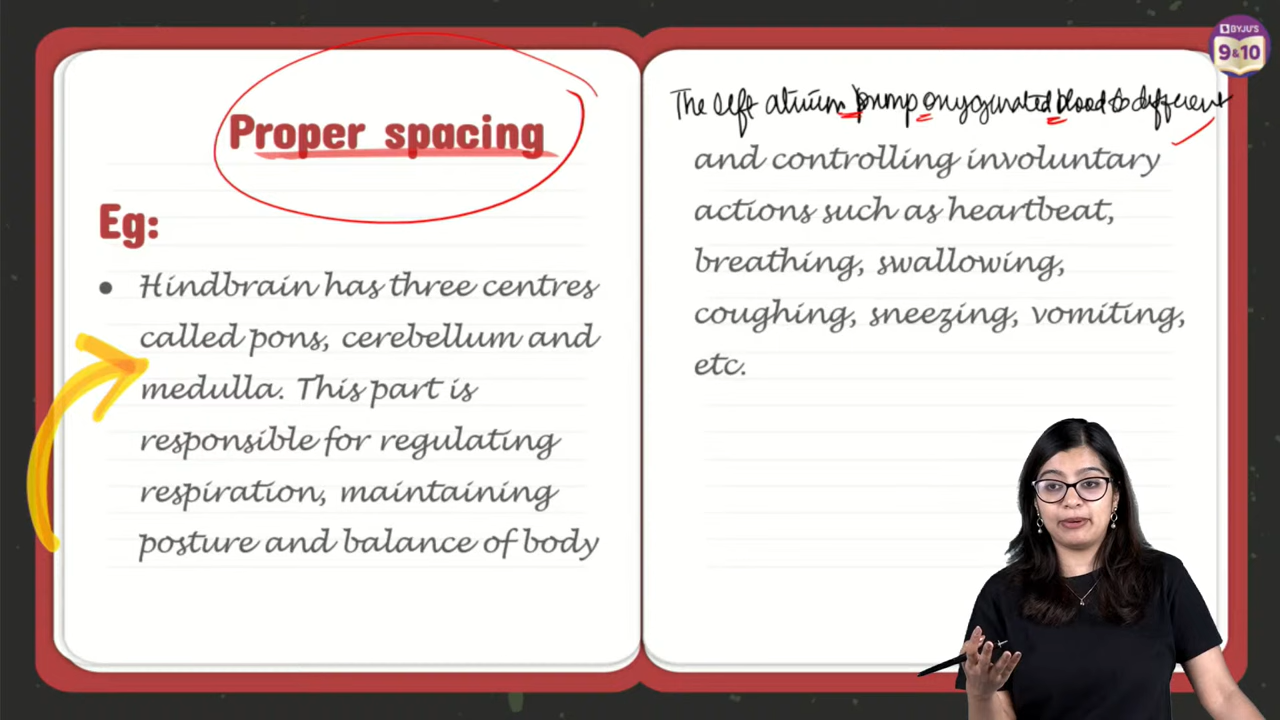 BYJU'S
9&10
Proper spacing
Eg:
• Hindbrain has three centres
called pons, cerebellum and
medulla. This part is
responsible for regulating
respiration, maintaining
posture and balance of body
The left atrium pump oxygenated blood to different
and controlling involuntary
actions such as heartbeat,
breathing, swallowing,
coughing, sneezing, vomiting,
etc.